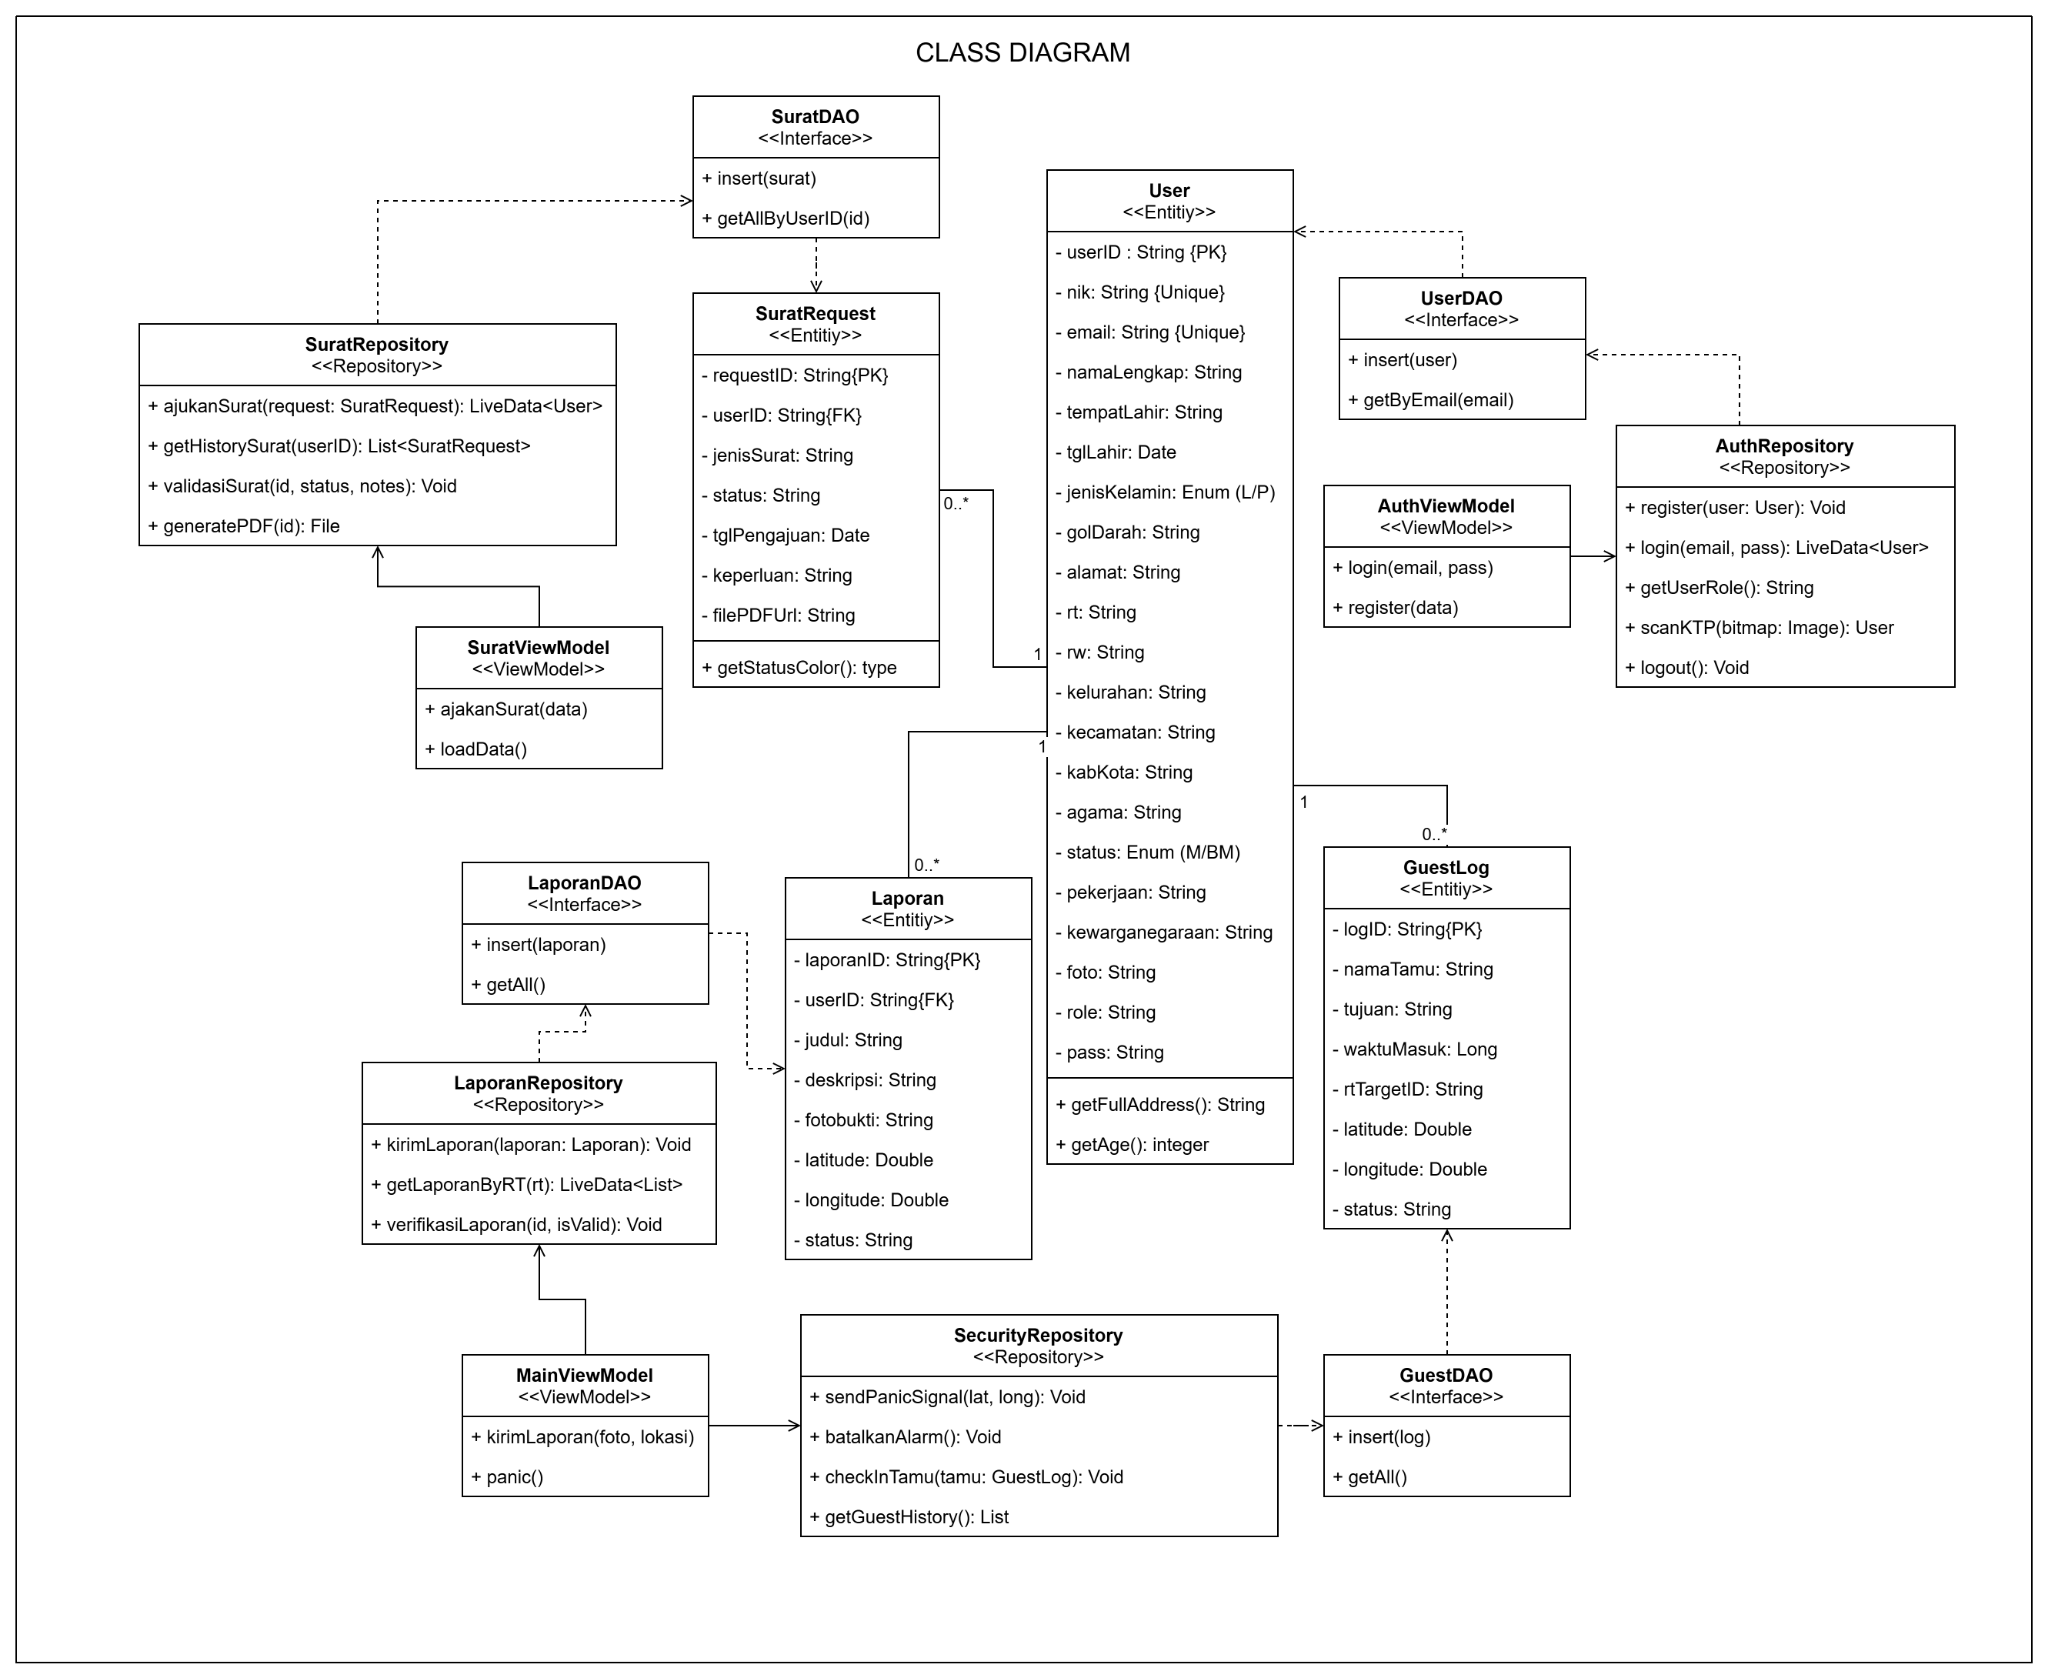 CLASS DIAGRAM
SuratDAO
<<Interface>>
+ insert(surat)
+ getAllByUserID(id)
User
<<Entitiy>>
- userID : String {PK}
- nik: String {Unique}
- email: String {Unique}
- namaLengkap: String
- tempatLahir: String
- tglLahir: Date
- jenisKelamin: Enum (L/P)
- golDarah: String
- alamat: String
- rt: String
- rw: String
- kelurahan: String
- kecamatan: String
- kabKota: String
- agama: String
- status: Enum (M/BM)
- pekerjaan: String
- kewarganegaraan: String
- foto: String
- role: String
- pass: String
+ getFullAddress(): String
+ getAge(): integer
UserDAO
<<Interface>>
+ insert(user)
+ getByEmail(email)
SuratRequest
<<Entitiy>>
- requestID: String{PK}
- userID: String{FK}
- jenisSurat: String
- status: String
- tglPengajuan: Date
- keperluan: String
- filePDFUrl: String
+ getStatusColor(): type
0..*
1
SuratRepository
<<Repository>>
+ ajukanSurat(request: SuratRequest): LiveData<User>
+ getHistorySurat(userID): List<SuratRequest>
+ validasiSurat(id, status, notes): Void
+ generatePDF(id): File
AuthRepository
<<Repository>>
+ register(user: User): Void
+ login(email, pass): LiveData<User>
+ getUserRole(): String
+ scanKTP(bitmap: Image): User
+ logout(): Void
AuthViewModel
<<ViewModel>>
+ login(email, pass)
+ register(data)
SuratViewModel
<<ViewModel>>
+ ajakanSurat(data)
+ loadData()
1
0..*
1
0..*
LaporanDAO
<<Interface>>
+ insert(laporan)
+ getAll()
Laporan
<<Entitiy>>
- laporanID: String{PK}
- userID: String{FK}
- judul: String
- deskripsi: String
- fotobukti: String
- latitude: Double
- longitude: Double
- status: String
GuestLog
<<Entitiy>>
- logID: String{PK}
- namaTamu: String
- tujuan: String
- waktuMasuk: Long
- rtTargetID: String
- latitude: Double
- longitude: Double
- status: String
LaporanRepository
<<Repository>>
+ kirimLaporan(laporan: Laporan): Void
+ getLaporanByRT(rt): LiveData<List>
+ verifikasiLaporan(id, isValid): Void
MainViewModel
<<ViewModel>>
+ kirimLaporan(foto, lokasi)
+ panic()
SecurityRepository
<<Repository>>
+ sendPanicSignal(lat, long): Void
+ batalkanAlarm(): Void
+ checkInTamu(tamu: GuestLog): Void
+ getGuestHistory(): List
GuestDAO
<<Interface>>
+ insert(log)
+ getAll()